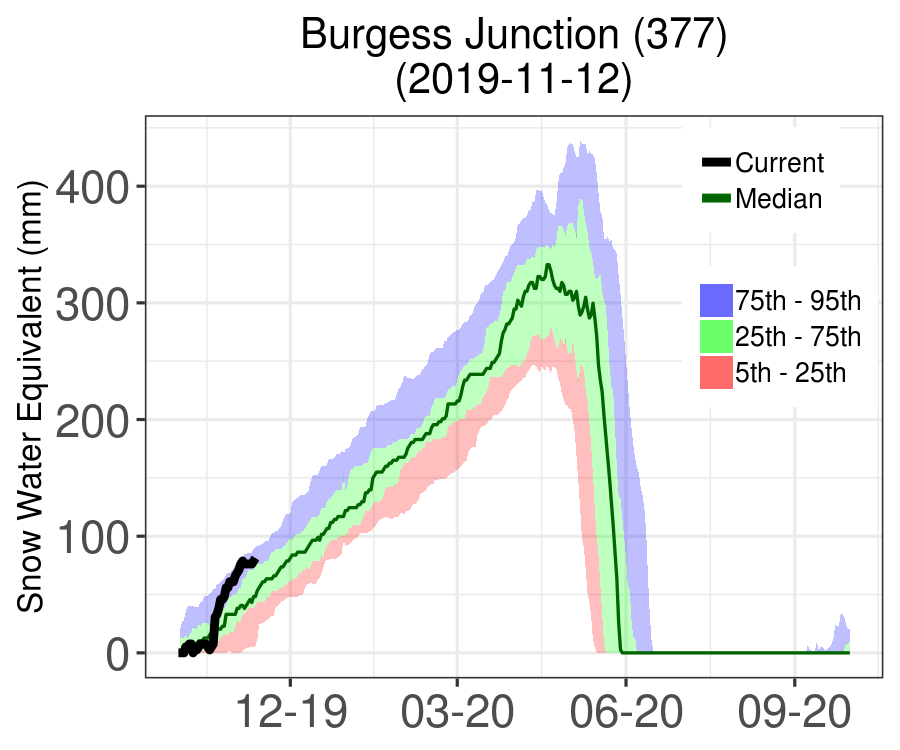 Burgess Junction (377)
(2019-11-12)
Snow Water Equivalent (mm)
400
300
200
100
0
12-19
03-20
06-20
09-20
Current
Median
75th - 95th
25th - 75th
5th - 25th